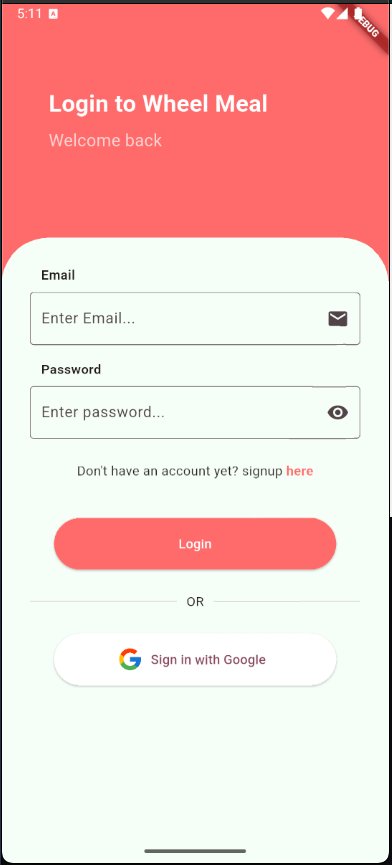 5:11 A
DEBUG
Login to Wheel Meal
Welcome back
Email
Enter Email...
Password
Enter password...
Don't have an account yet? signup here
Login
OR
Sign in with Google